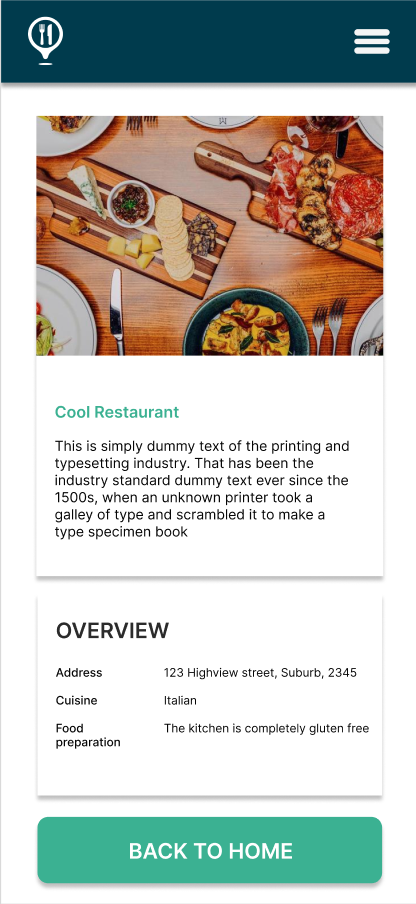 Cool Restaurant
This is simply dummy text of the printing and
typesetting industry. That has been the
industry standard dummy text ever since the
1500s, when an unknown printer took a
galley of type and scrambled it to make a
type specimen book
OVERVIEW
Address 123 Highview street, Suburb, 2345
Cuisine Italian
Food The kitchen is completely gluten free
preparation
BACK TO HOME